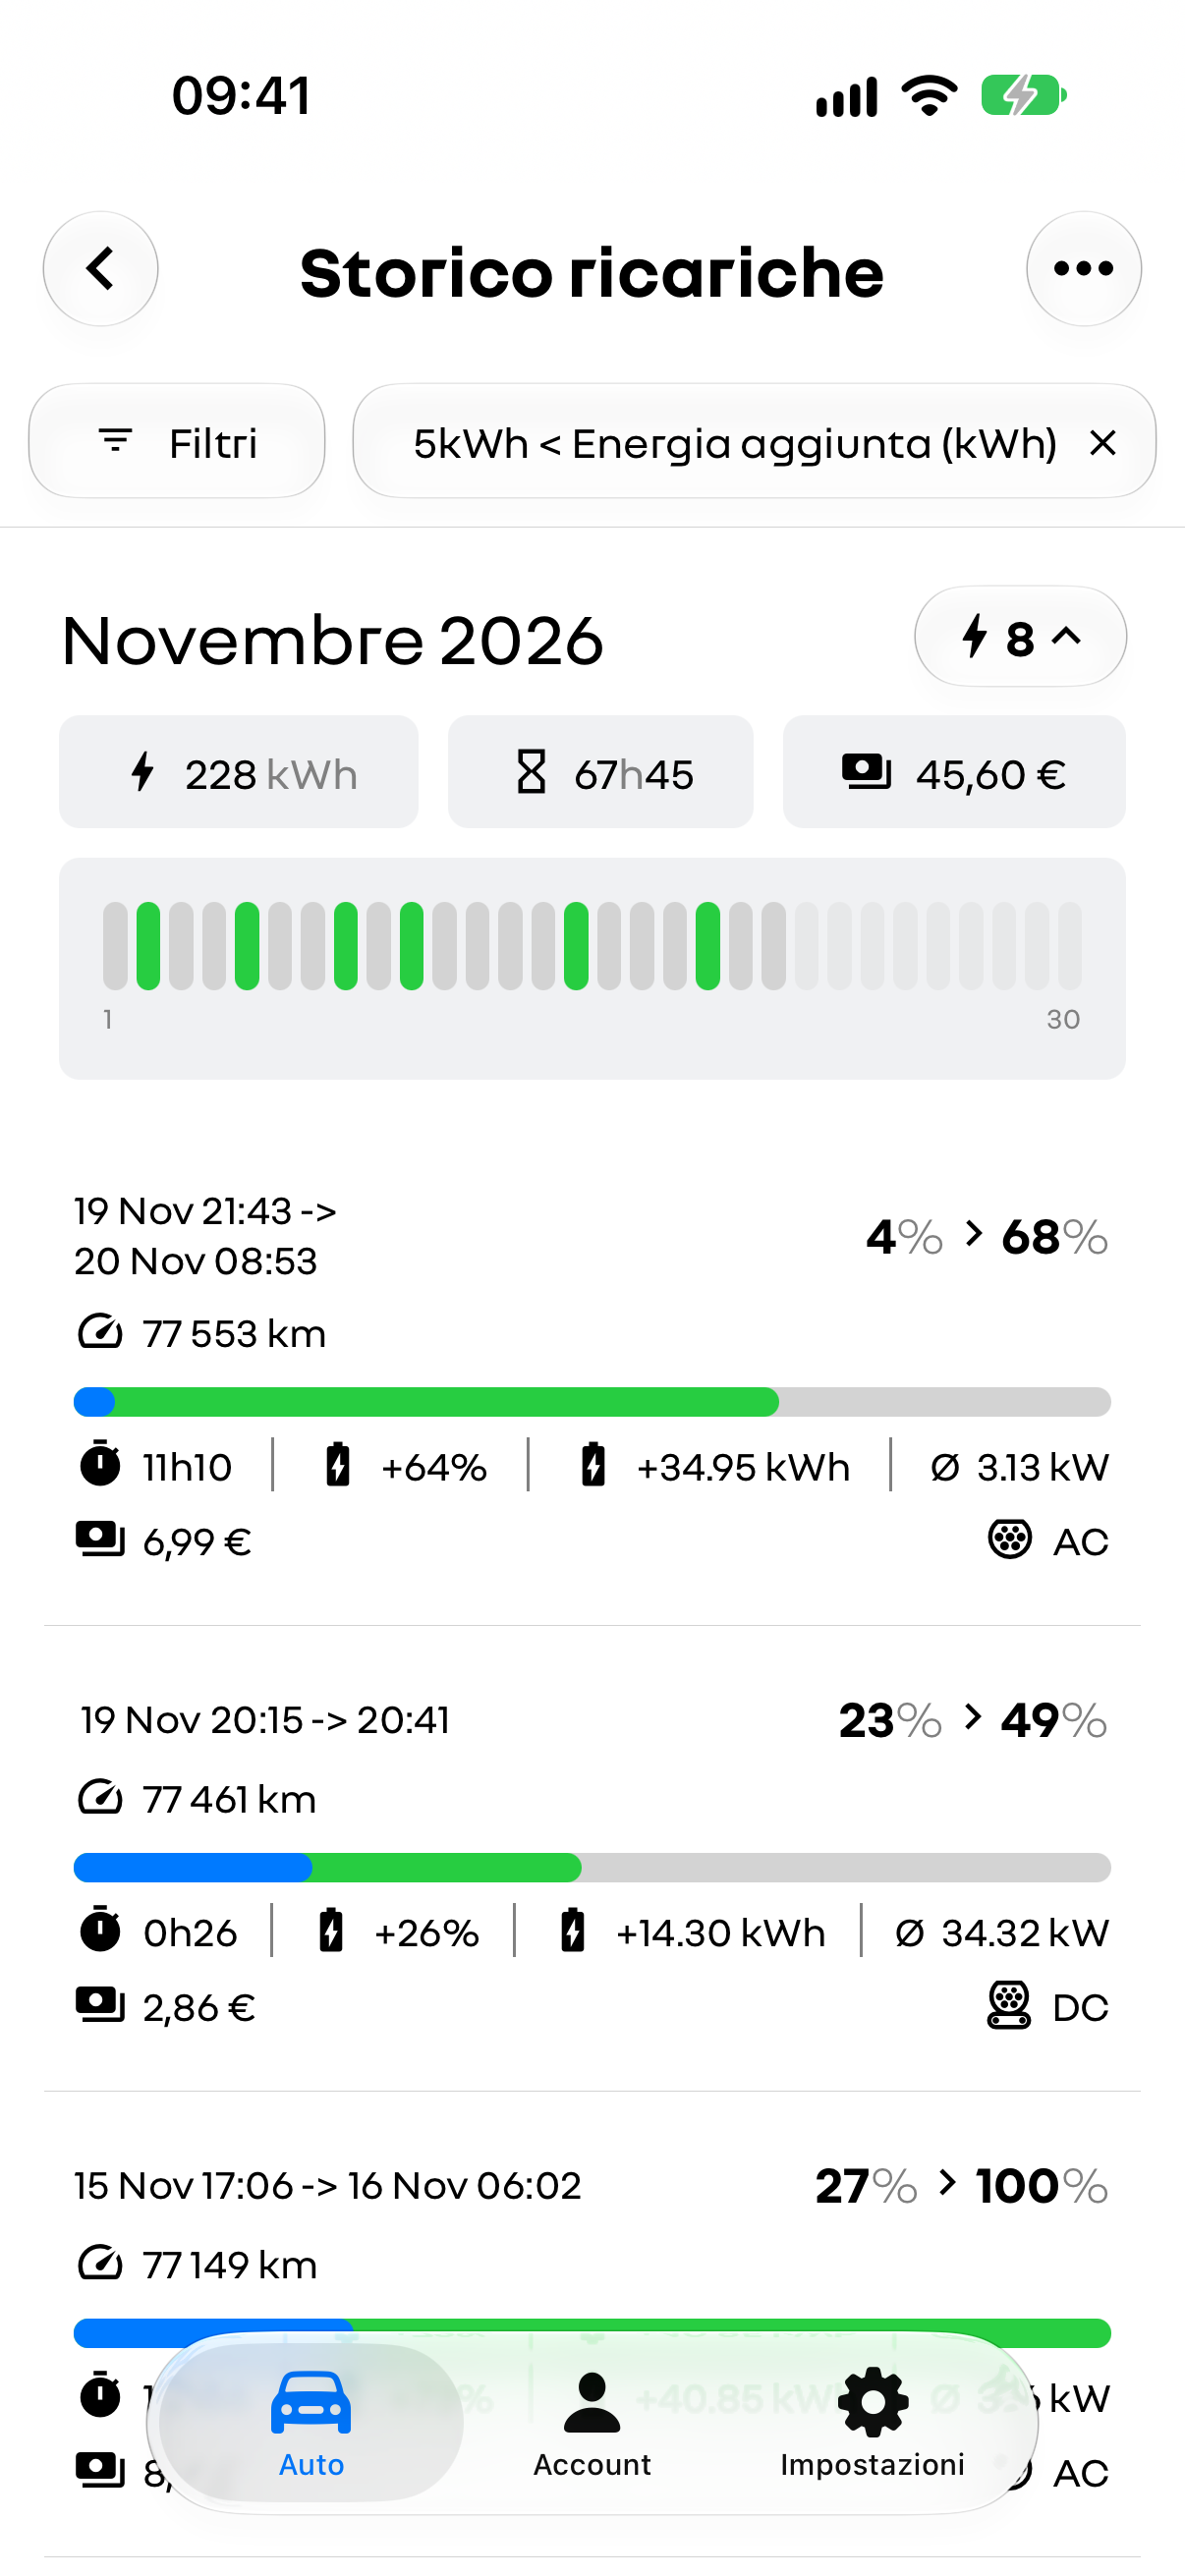 09:41
Storico ricariche
Filtri
5kWh < Energia aggiunta (kWh)
Novembre 2026
8
228 kWh
67h45
45,60 €
1
30
19 Nov 21:43 ->
20 Nov 08:53
4% > 68%
77 553 km
11h10
+64%
+34.95 kWh
Ø 3.13 kW
6,99 €
AC
19 Nov 20:15 -> 20:41
23% > 49%
77 461 km
0h26
+26%
+14.30 kWh
Ø 34.32 kW
2,86 €
DC
15 Nov 17:06 -> 16 Nov 06:02
27% > 100%
77 149 km
+40.85 kWh
kW
AC
Auto
Account
Impostazioni